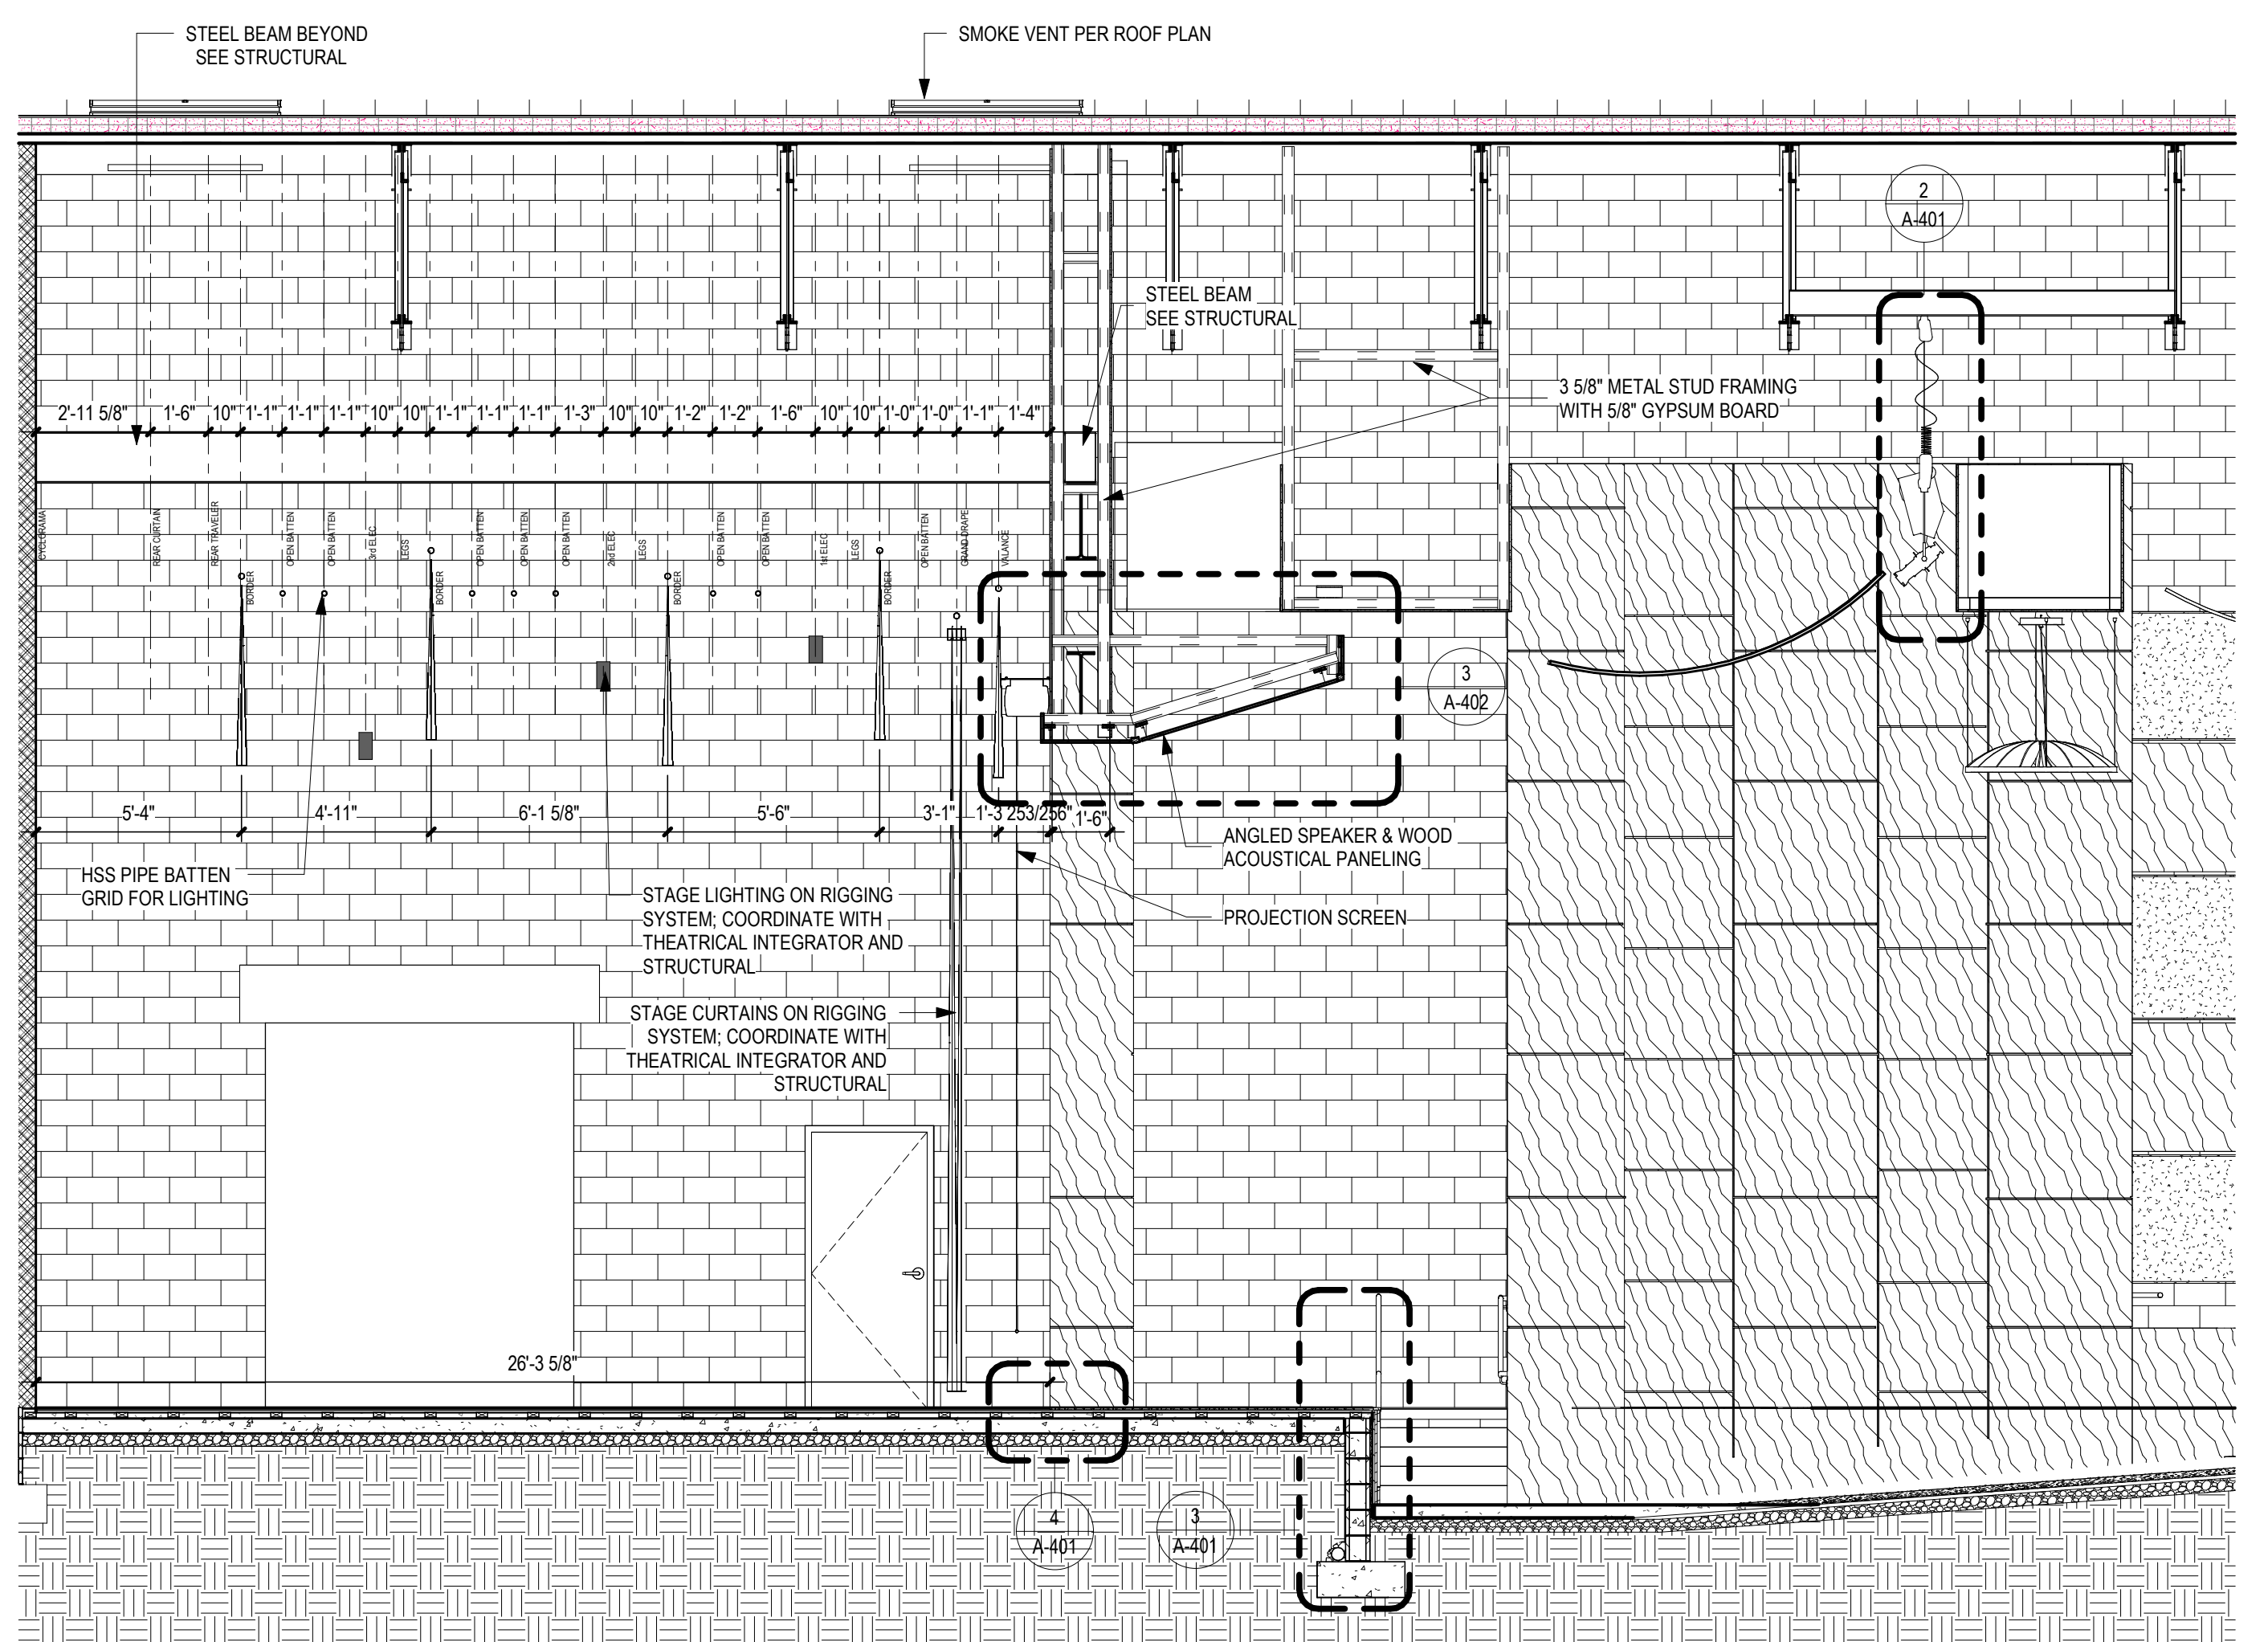 STEEL BEAM BEYOND
SEE STRUCTURAL
SMOKE VENT PER ROOF PLAN
2
A-401
STEEL BEAM
SEE STRUCTURAL
3 5/8" METAL STUD FRAMING
WITH 5/8" GYPSUM BOARD
2'-11 5/8" 1'-6" 10" 1'-1" 1'-1" 1'-1" 10" 10" 1'-1" 1'-1" 1'-1" 1'-3" 10" 10" 1'-2" 1'-2" 1'-6" 10" 10" 1'-0" 1'-0" 1'-1" 1'-4"
CYCLORAMA
REAR CURTAIN
REAR TRAVELER
BORDER
OPEN BATTEN
OPEN BATTEN
3rd ELEC
LEGS
BORDER
OPEN BATTEN
OPEN BATTEN
OPEN BATTEN
2nd ELEC
LEGS
BORDER
OPEN BATTEN
OPEN BATTEN
1st ELEC
LEGS
BORDER
OPEN BATTEN
GRAND DRAPE
VALANCE
3
A-402
5'-4" 4'-11" 6'-1 5/8" 5'-6" 3'-1" 1'-3 253/256" 1'-6"
HSS PIPE BATTEN
GRID FOR LIGHTING
STAGE LIGHTING ON RIGGING
SYSTEM; COORDINATE WITH
THEATRICAL INTEGRATOR AND
STRUCTURAL
ANGLED SPEAKER & WOOD
ACOUSTICAL PANELING
PROJECTION SCREEN
STAGE CURTAINS ON RIGGING
SYSTEM; COORDINATE WITH
THEATRICAL INTEGRATOR AND
STRUCTURAL
26'-3 5/8"
4
A-401
3
A-401